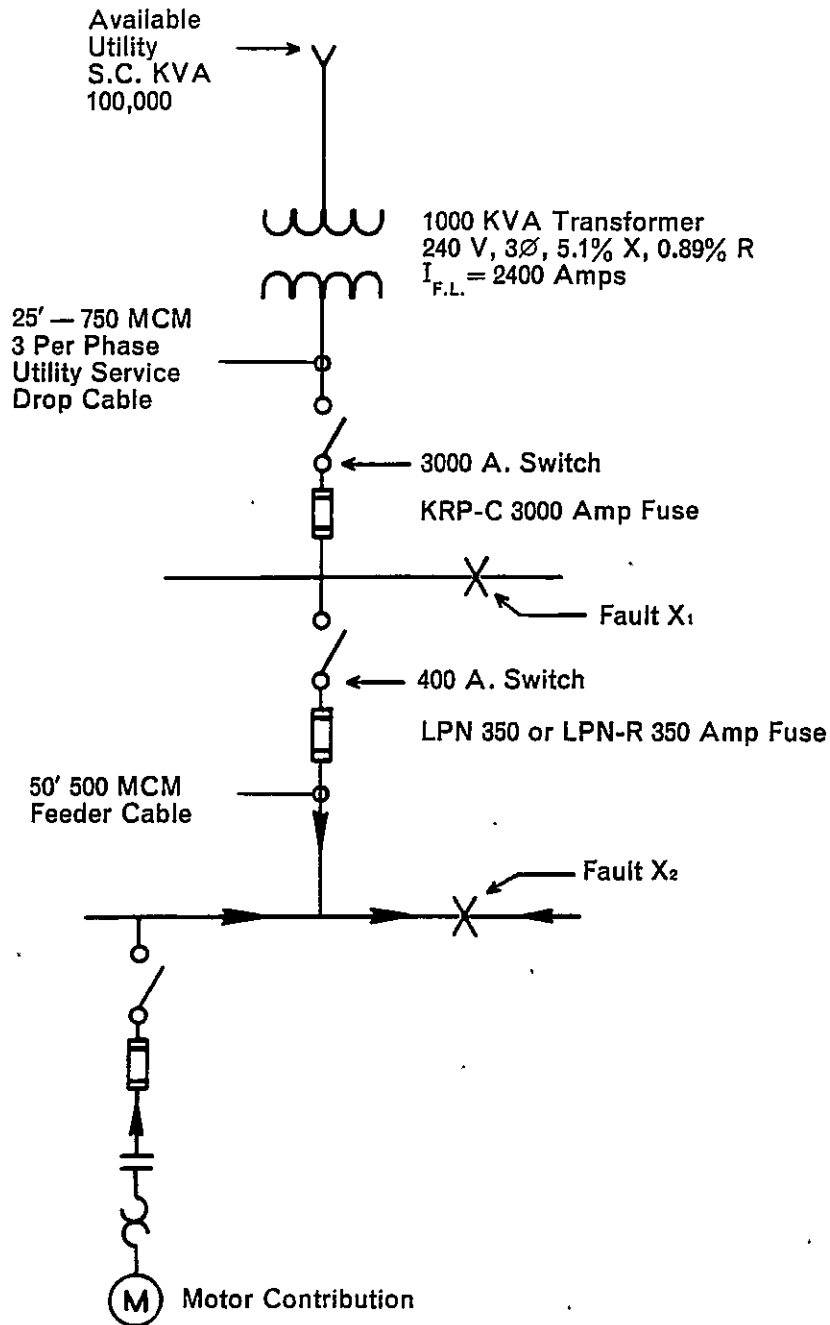 Available
Utility
S.C. KVA
100,000
1000 KVA Transformer
240 V, 3Ø, 5.1% X, 0.89% R
I F.L. = 2400 Amps
25′ — 750 MCM
3 Per Phase
Utility Service
Drop Cable
3000 A. Switch
KRP-C 3000 Amp Fuse
Fault X₁
400 A. Switch
LPN 350 or LPN-R 350 Amp Fuse
50′ 500 MCM
Feeder Cable
Fault X₂
M Motor Contribution